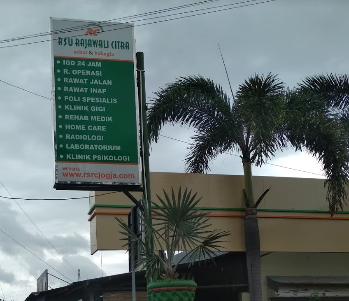 RSU RAJAWALI CITRA
• IGD 24 JAM
• R. OPERASI
• RAWAT JALAN
• RAWAT INAP
• POLI SPESIALIS
• KLINIK GIGI
• REHAB MEDIK
• HOME CARE
• RADIOLOGI
• LABORATORIUM
• KLINIK PSIKOLOGI
www.rsrcjogja.com